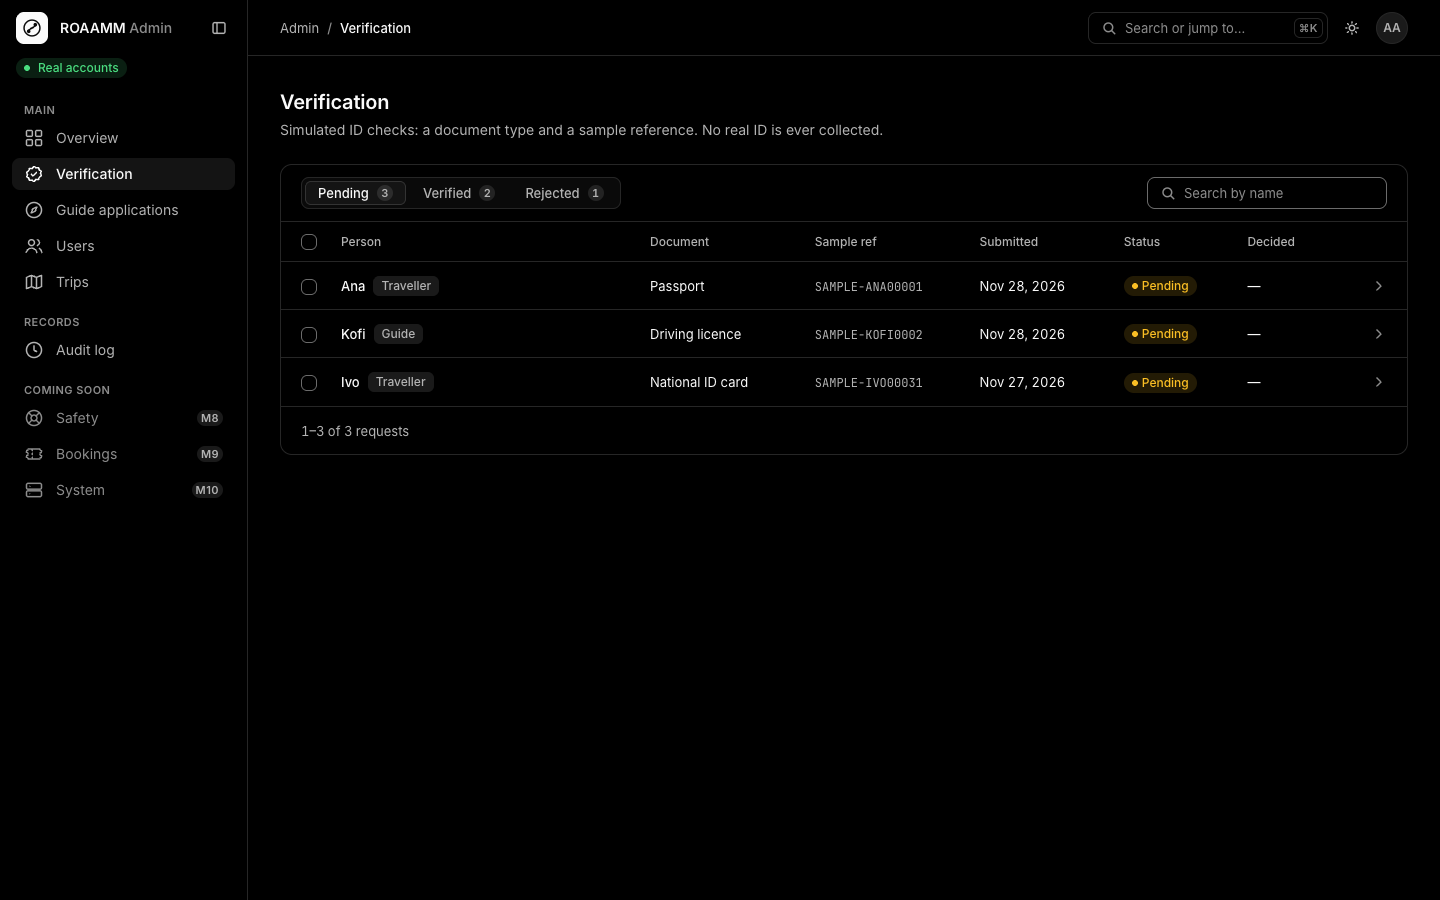 ROAAMM Admin
Real accounts
MAIN
Overview
Verification
Guide applications
Users
Trips
RECORDS
Audit log
COMING SOON
Safety M8
Bookings M9
System M10
Admin / Verification
Search or jump to... ⌘K
AA
Verification
Simulated ID checks: a document type and a sample reference. No real ID is ever collected.
Pending 3 Verified 2 Rejected 1
Search by name
Person Document Sample ref Submitted Status Decided
Ana Traveller Passport SAMPLE-ANA00001 Nov 28, 2026 Pending —
Kofi Guide Driving licence SAMPLE-KOFI0002 Nov 28, 2026 Pending —
Ivo Traveller National ID card SAMPLE-IVO00031 Nov 27, 2026 Pending —
1–3 of 3 requests